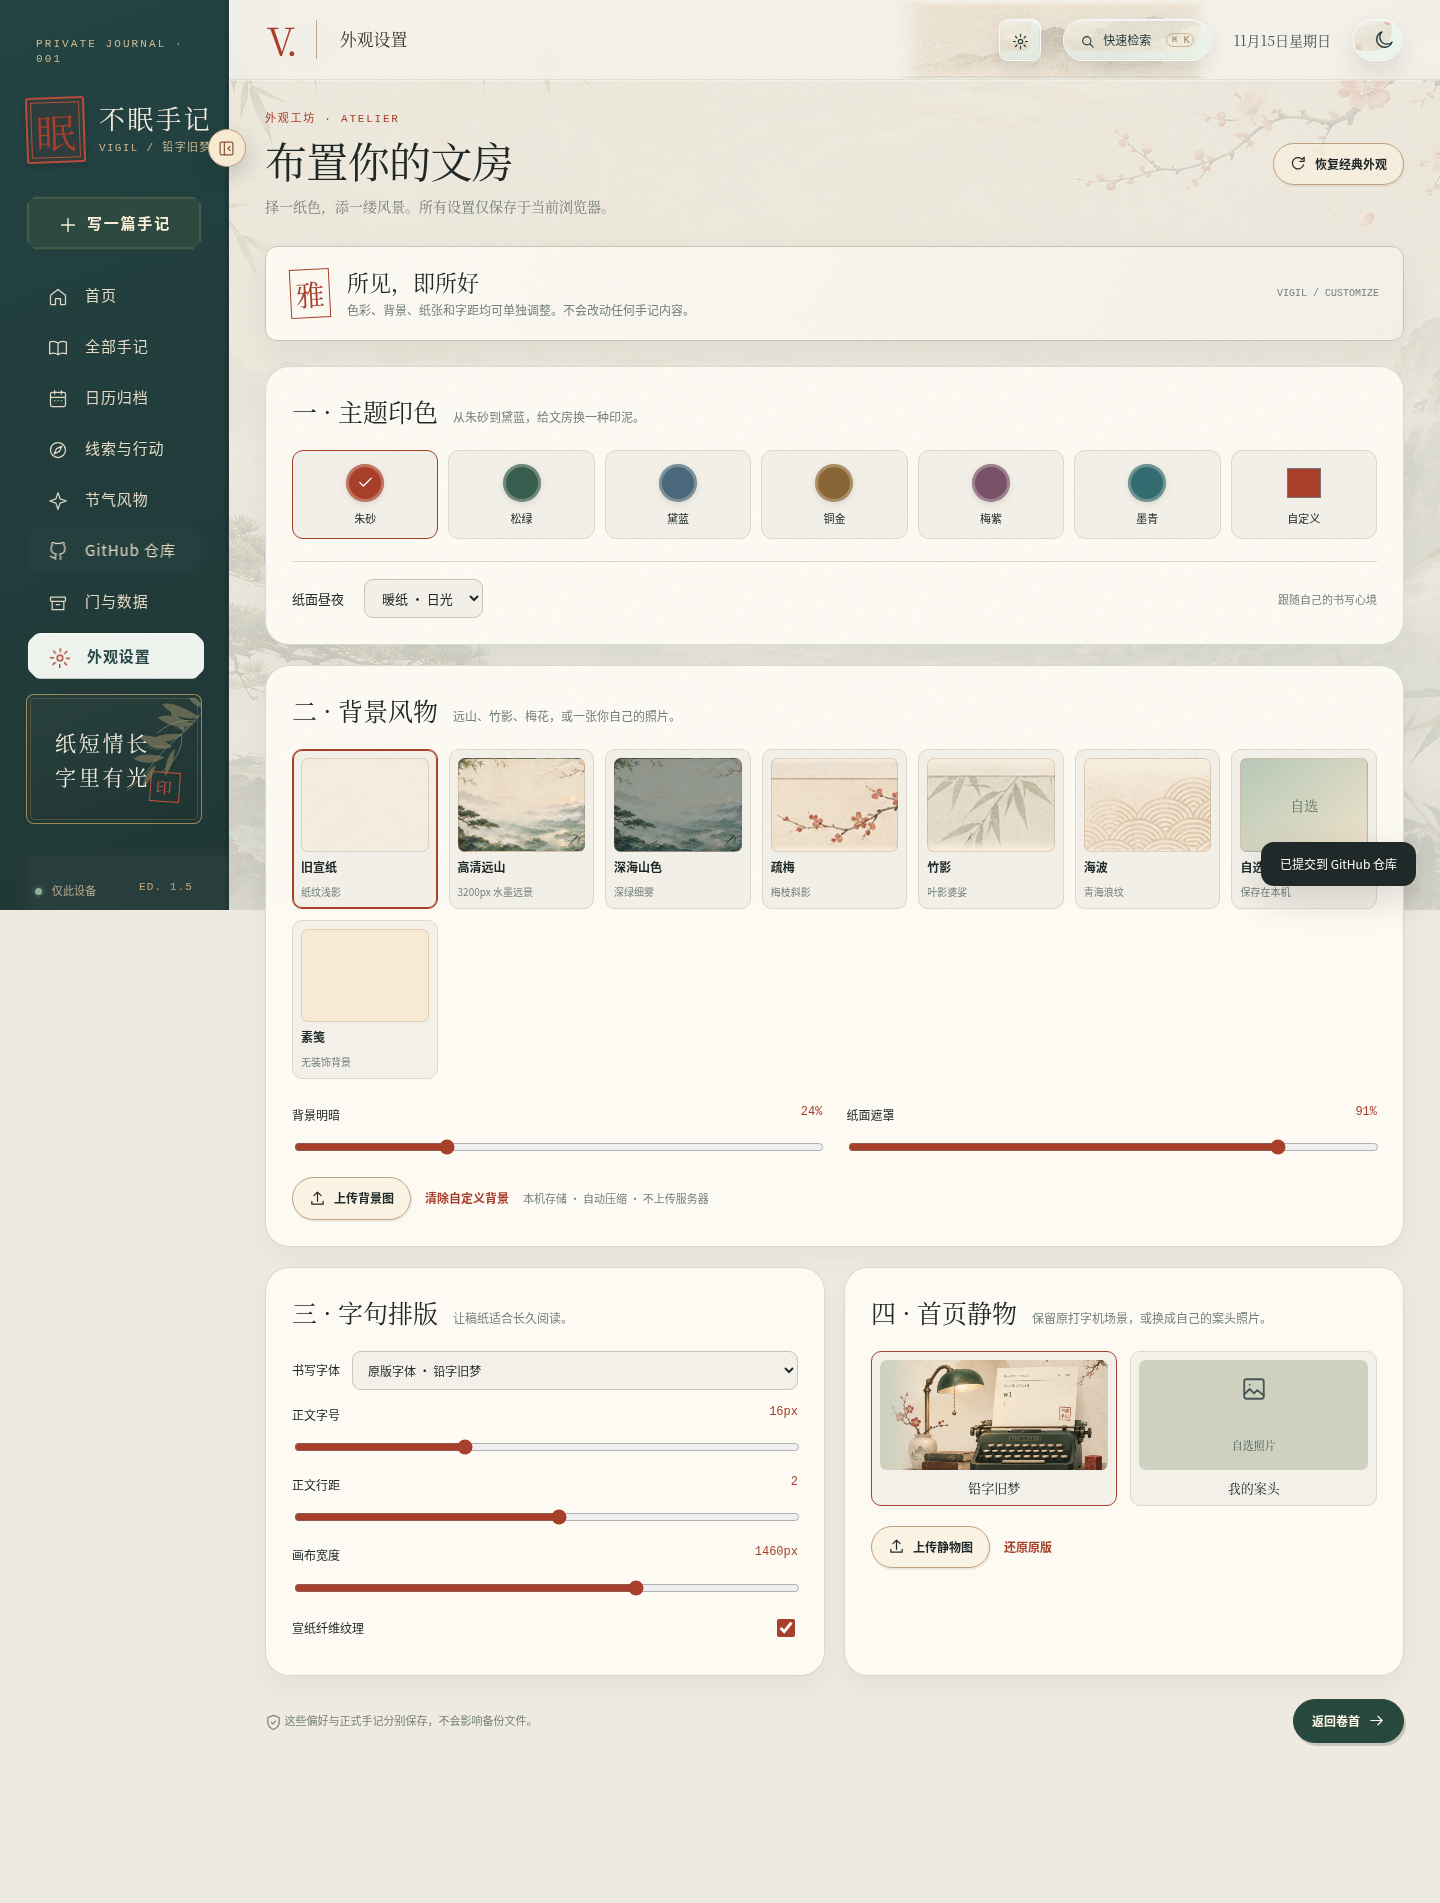 PRIVATE JOURNAL ·
001
眠
不眠手记
VIGIL / 铅字旧梦
写一篇手记
首页
全部手记
日历归档
线索与行动
节气风物
GitHub 仓库
门与数据
外观设置
纸短情长
字里有光
印
仅此设备
ED. 1.5
V.
外观设置
快速检索
⌘ K
11月15日星期日
外观工坊 · ATELIER
布置你的文房
择一纸色，添一缕风景。所有设置仅保存于当前浏览器。
恢复经典外观
雅
所见，即所好
色彩、背景、纸张和字距均可单独调整。不会改动任何手记内容。
VIGIL / CUSTOMIZE
一 · 主题印色
从朱砂到黛蓝，给文房换一种印泥。
朱砂
松绿
黛蓝
铜金
梅紫
墨青
自定义
纸面昼夜
暖纸 · 日光
跟随自己的书写心境
二 · 背景风物
远山、竹影、梅花，或一张你自己的照片。
旧宣纸
纸纹浅影
高清远山
3200px 水墨远景
深海山色
深绿细雾
疏梅
梅枝斜影
竹影
叶影婆娑
海波
青海浪纹
自选
自选
保存在本机
已提交到 GitHub 仓库
素笺
无装饰背景
背景明暗
24%
纸面遮罩
91%
上传背景图
清除自定义背景
本机存储 · 自动压缩 · 不上传服务器
三 · 字句排版
让稿纸适合长久阅读。
书写字体
原版字体 · 铅字旧梦
正文字号
16px
正文行距
2
画布宽度
1460px
宣纸纤维纹理
四 · 首页静物
保留原打字机场景，或换成自己的案头照片。
铅字旧梦
自选照片
我的案头
上传静物图
还原原版
这些偏好与正式手记分别保存，不会影响备份文件。
返回卷首